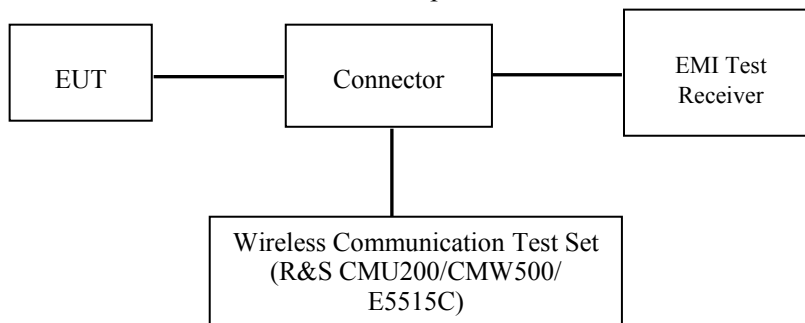 EUT
Connector
EMI Test
Receiver
Wireless Communication Test Set
(R&S CMU200/CMW500/
E5515C)